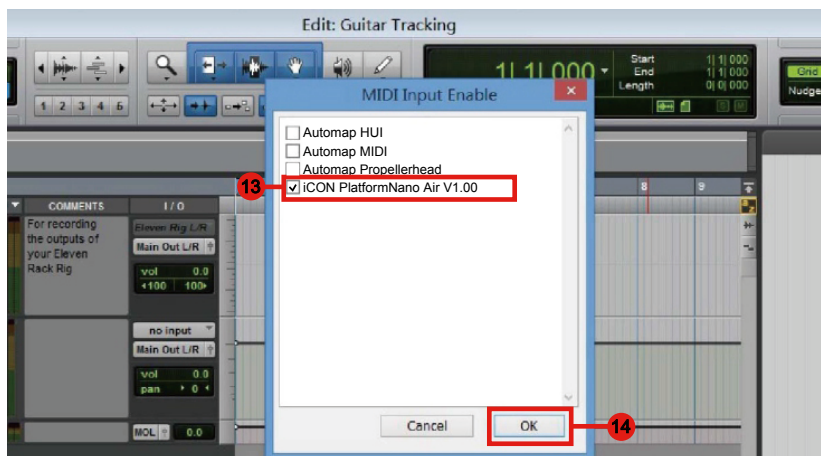 Edit: Guitar Tracking
1| 1| 000
Start 1| 1| 000
End 1| 1| 000
Length 0| 0| 000
Grid
Nudge
1 2 3 4 5
MIDI Input Enable
Automap HUI
Automap MIDI
Automap Propellerhead
13
iCON PlatformNano Air V1.00
8 9
COMMENTS I / O
For recording
the outputs of
your Eleven
Rack Rig
Eleven Rig L/R
Main Out L/R
vol 0.0
100 100
no input
Main Out L/R
vol 0.0
pan 0
MOL 0.0
Cancel OK
14